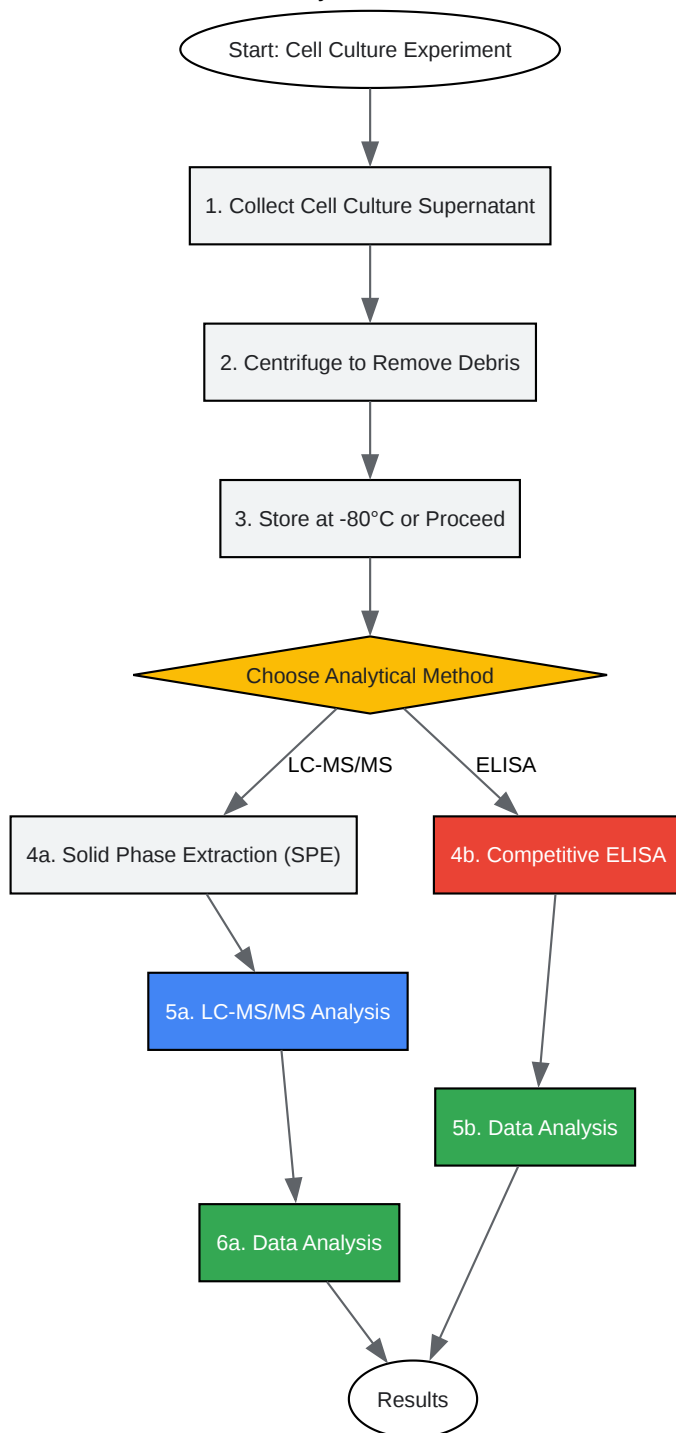 Start: Cell Culture Experiment
1. Collect Cell Culture Supernatant
2. Centrifuge to Remove Debris
3. Store at -80°C or Proceed
Choose Analytical Method
LC-MS/MS
ELISA
4a. Solid Phase Extraction (SPE)
4b. Competitive ELISA
5a. LC-MS/MS Analysis
5b. Data Analysis
6a. Data Analysis
Results